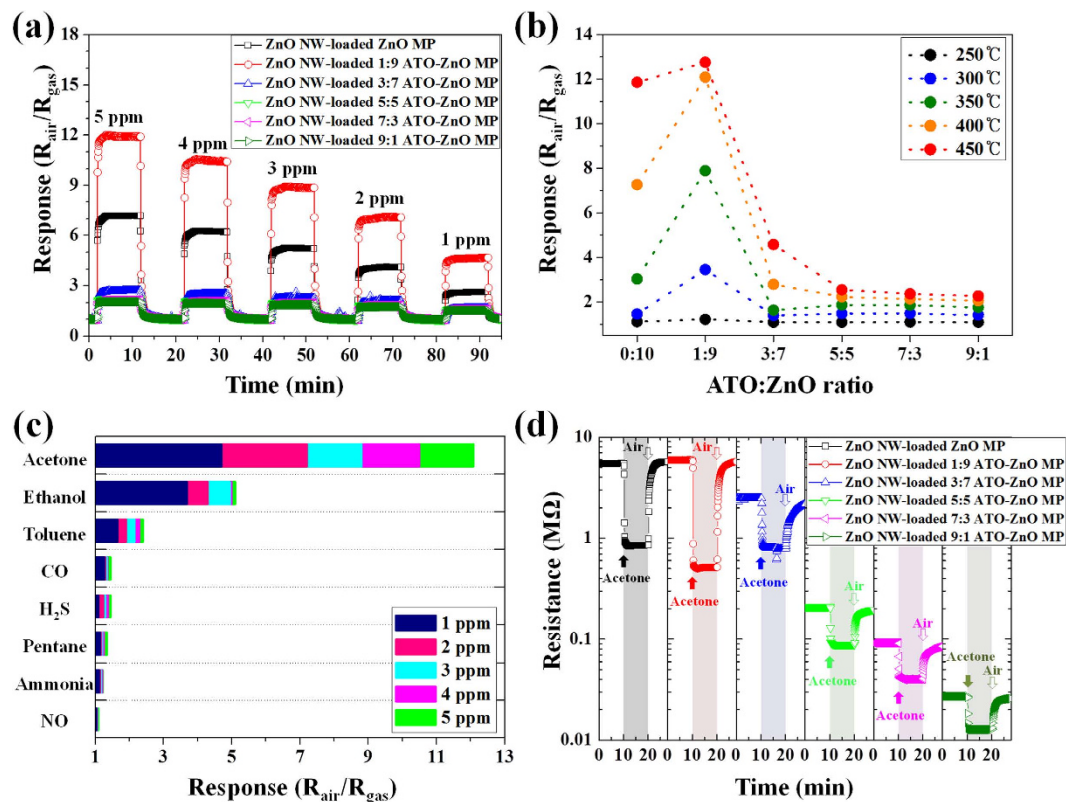 (a)
ZnO NW-loaded ZnO MP
ZnO NW-loaded 1:9 ATO-ZnO MP
ZnO NW-loaded 3:7 ATO-ZnO MP
ZnO NW-loaded 5:5 ATO-ZnO MP
ZnO NW-loaded 7:3 ATO-ZnO MP
ZnO NW-loaded 9:1 ATO-ZnO MP
5 ppm
4 ppm
3 ppm
2 ppm
1 ppm
15
12
9
6
3
0
Response (Rair/Rgas)
0 10 20 30 40 50 60 70 80 90
Time (min)
(b)
250℃
300℃
350℃
400℃
450℃
14
12
10
8
6
4
2
Response (Rair/Rgas)
0:10 1:9 3:7 5:5 7:3 9:1
ATO:ZnO ratio
(c)
Acetone
Ethanol
Toluene
CO
H2S
Pentane
Ammonia
NO
1 ppm
2 ppm
3 ppm
4 ppm
5 ppm
1 3 5 7 9 11 13
Response (Rair/Rgas)
(d)
ZnO NW-loaded ZnO MP
ZnO NW-loaded 1:9 ATO-ZnO MP
ZnO NW-loaded 3:7 ATO-ZnO MP
ZnO NW-loaded 5:5 ATO-ZnO MP
ZnO NW-loaded 7:3 ATO-ZnO MP
ZnO NW-loaded 9:1 ATO-ZnO MP
10
1
0.1
0.01
Resistance (MΩ)
Air
Acetone
Air
Acetone
Air
Acetone
Air
Acetone
Air
Acetone
Acetone
Air
0 10 20 0 10 20 0 10 20 0 10 20 0 10 20 0 10 20
Time (min)